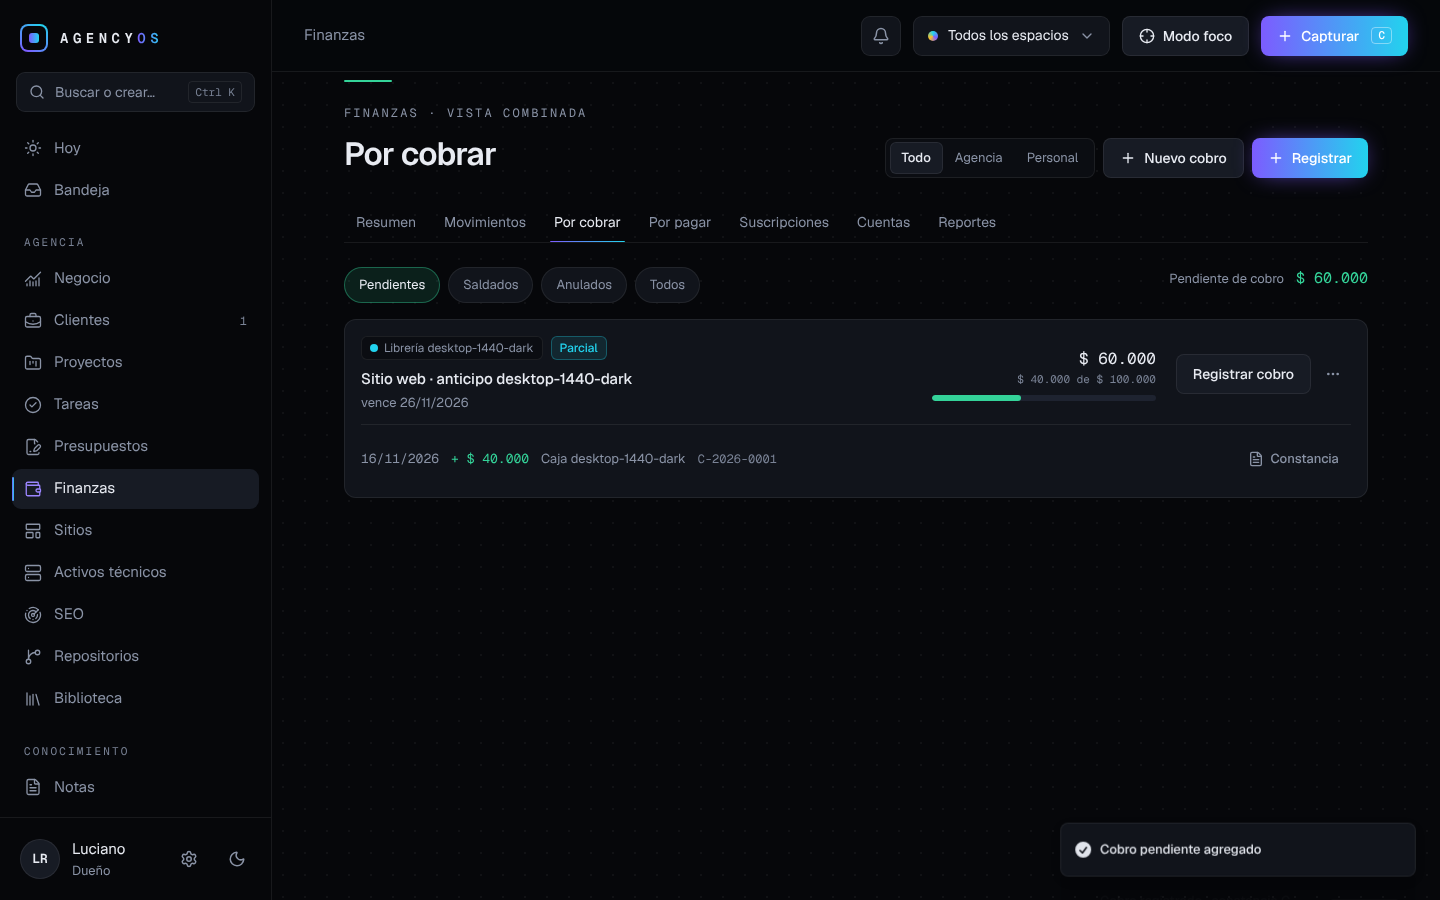 AGENCYOS
Buscar o crear... Ctrl K
Hoy
Bandeja
AGENCIA
Negocio
Clientes 1
Proyectos
Tareas
Presupuestos
Finanzas
Sitios
Activos técnicos
SEO
Repositorios
Biblioteca
CONOCIMIENTO
Notas
LR Luciano
Dueño
Finanzas
Todos los espacios
Modo foco
Capturar C
FINANZAS · VISTA COMBINADA
Por cobrar
Todo Agencia Personal
Nuevo cobro
Registrar
Resumen Movimientos Por cobrar Por pagar Suscripciones Cuentas Reportes
Pendientes Saldados Anulados Todos
Pendiente de cobro $ 60.000
Librería desktop-1440-dark Parcial
Sitio web · anticipo desktop-1440-dark
vence 26/11/2026
$ 60.000
$ 40.000 de $ 100.000
Registrar cobro
16/11/2026 + $ 40.000 Caja desktop-1440-dark C-2026-0001
Constancia
Cobro pendiente agregado